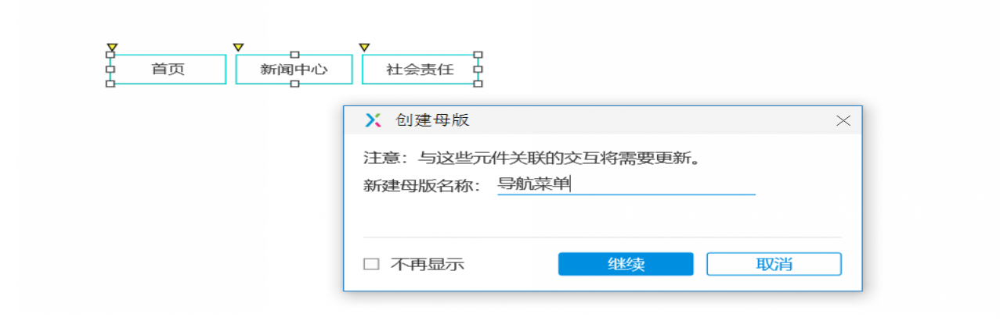 首页 新闻中心 社会责任
创建母版
注意：与这些元件关联的交互将需要更新。
新建母版名称： 导航菜单
不再显示 继续 取消